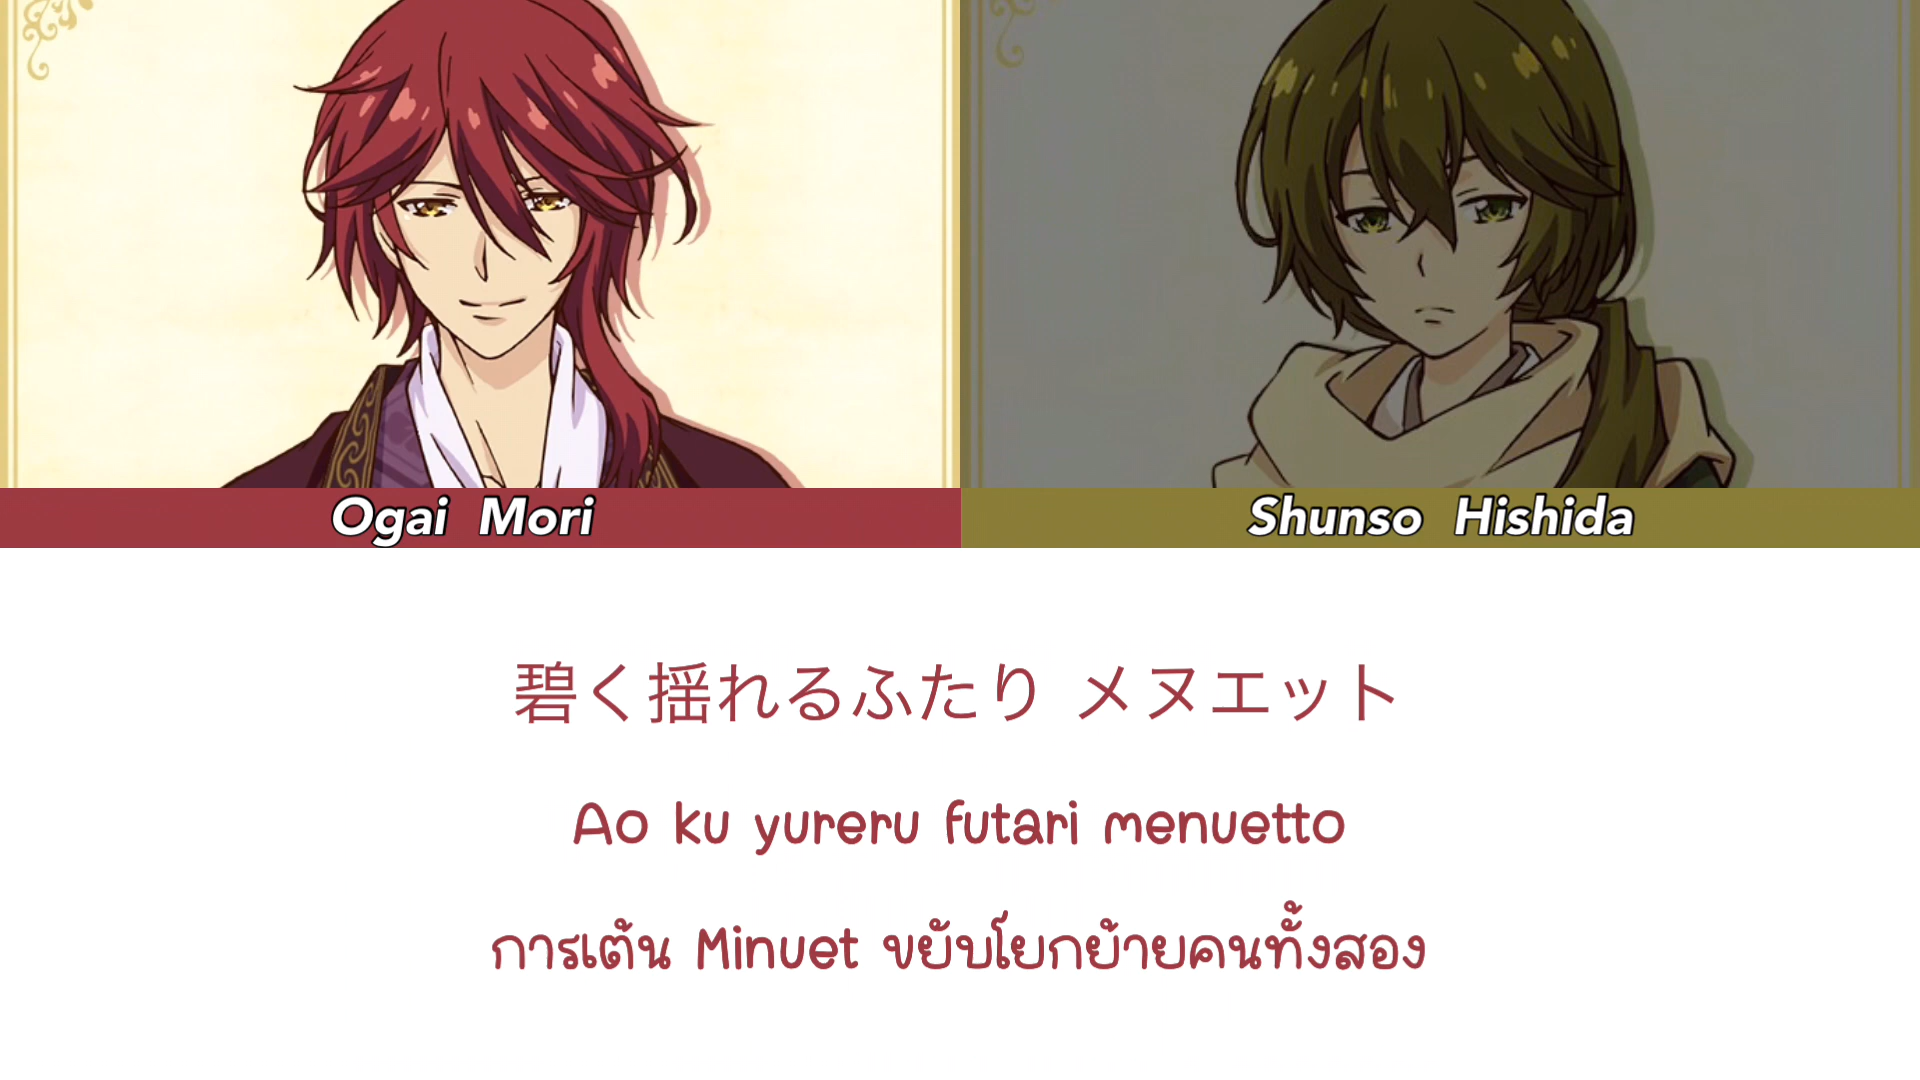 Ogai Mori
Shunso Hishida
碧く揺れるふたり メヌエット
Ao ku yureru futari menuetto
การเต้น Minuet ขยับโยกย้ายคนทั้งสอง